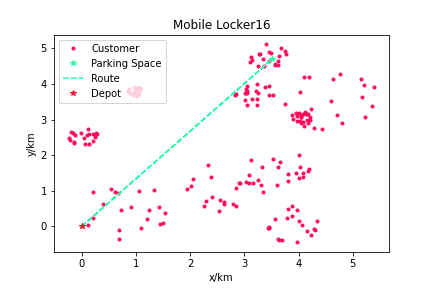 Mobile Locker16
Customer
Parking Space
Route
Depot
y/km
5
4
3
2
1
0
0 1 2 3 4 5
x/km